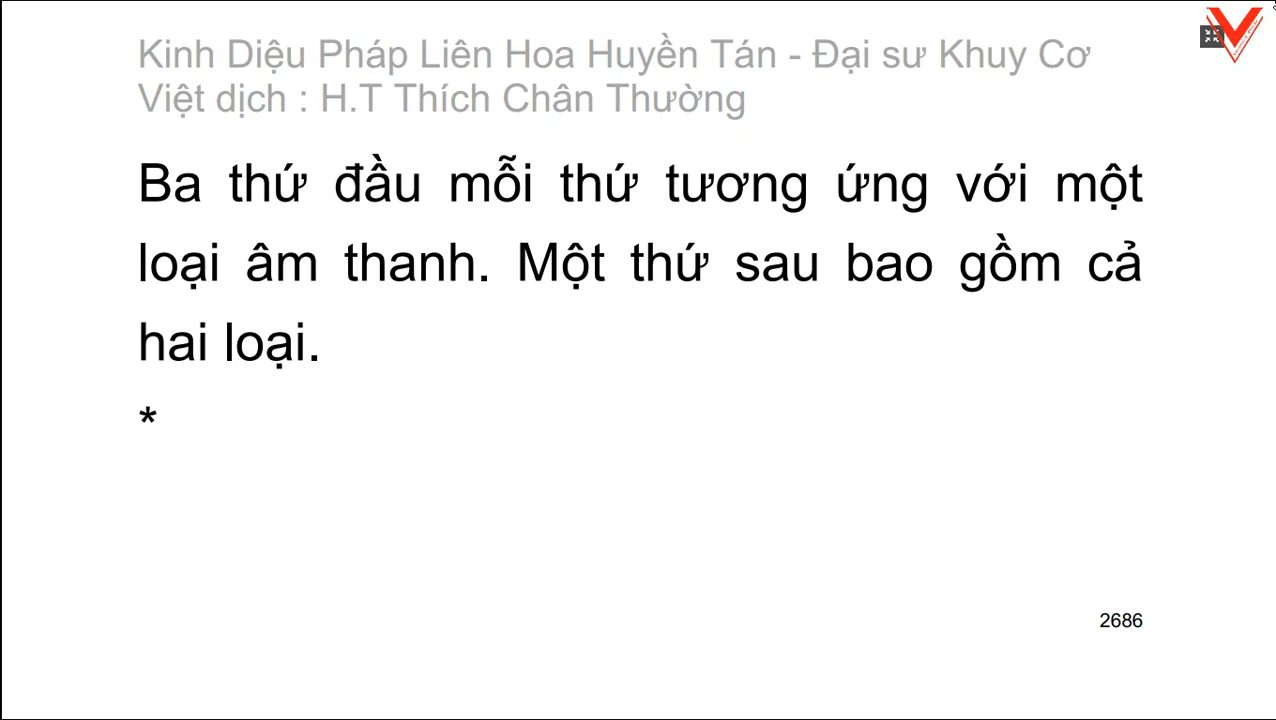 Kinh Diệu Pháp Liên Hoa Huyền Tán - Đại sư Khuy Cơ
Việt dịch : H.T Thích Chân Thường
Ba thứ đầu mỗi thứ tương ứng với một
loại âm thanh. Một thứ sau bao gồm cả
hai loại.
*
2686